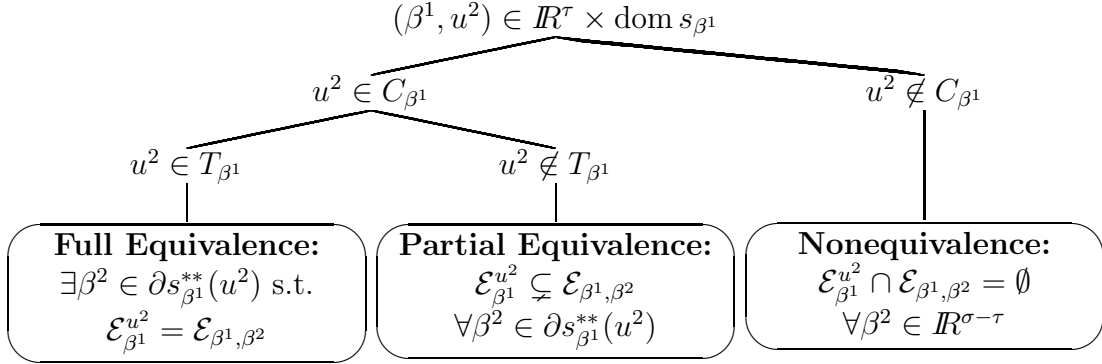 (β¹, u²) ∈ ℝ^τ × dom s_{β¹}
u² ∈ C_{β¹} u² ∉ C_{β¹}
u² ∈ T_{β¹} u² ∉ T_{β¹}
Full Equivalence: Partial Equivalence: Nonequivalence:
∃β² ∈ ∂s**_{β¹}(u²) s.t. ℰ^{u²}_{β¹} ⊊ ℰ_{β¹,β²} ℰ^{u²}_{β¹} ∩ ℰ_{β¹,β²} = ∅
ℰ^{u²}_{β¹} = ℰ_{β¹,β²} ∀β² ∈ ∂s**_{β¹}(u²) ∀β² ∈ ℝ^{σ−τ}